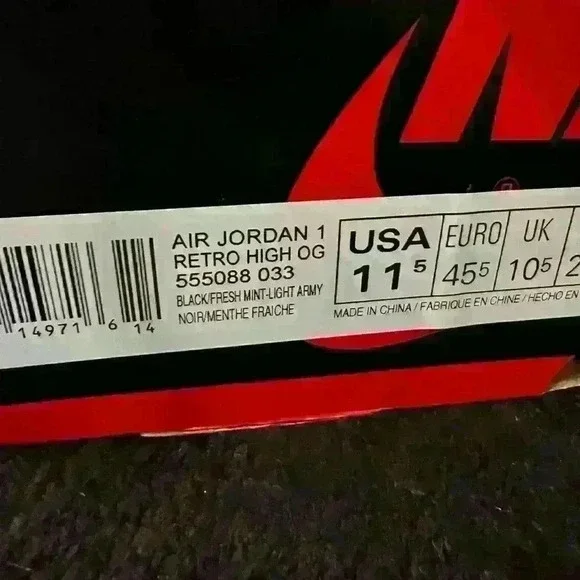 AIR JORDAN 1
RETRO HIGH OG
555088 033
BLACK/FRESH MINT-LIGHT ARMY
NOIR/MENTHE FRAICHE
14971 6 14
USA
11 5
EURO
45 5
UK
10 5
2
MADE IN CHINA / FABRIQUE EN CHINE / HECHO EN